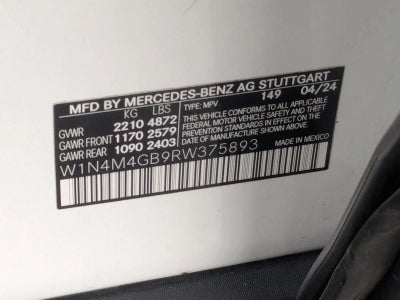 MFD BY MERCEDES-BENZ AG STUTTGART
KG LBS TYPE: MPV 149 04/24
GVWR 2210 4872 THIS VEHICLE CONFORMS TO ALL
GAWR FRONT 1170 2579 APPLICABLE U.S. FEDERAL MOTOR
GAWR REAR 1090 2403 VEHICLE SAFETY, BUMPER, AND THEFT
PREVENTION STANDARDS IN EFFECT ON THE
DATE OF MANUFACTURE SHOWN ABOVE.
W1N4M4GB9RW375893 MADE IN MEXICO